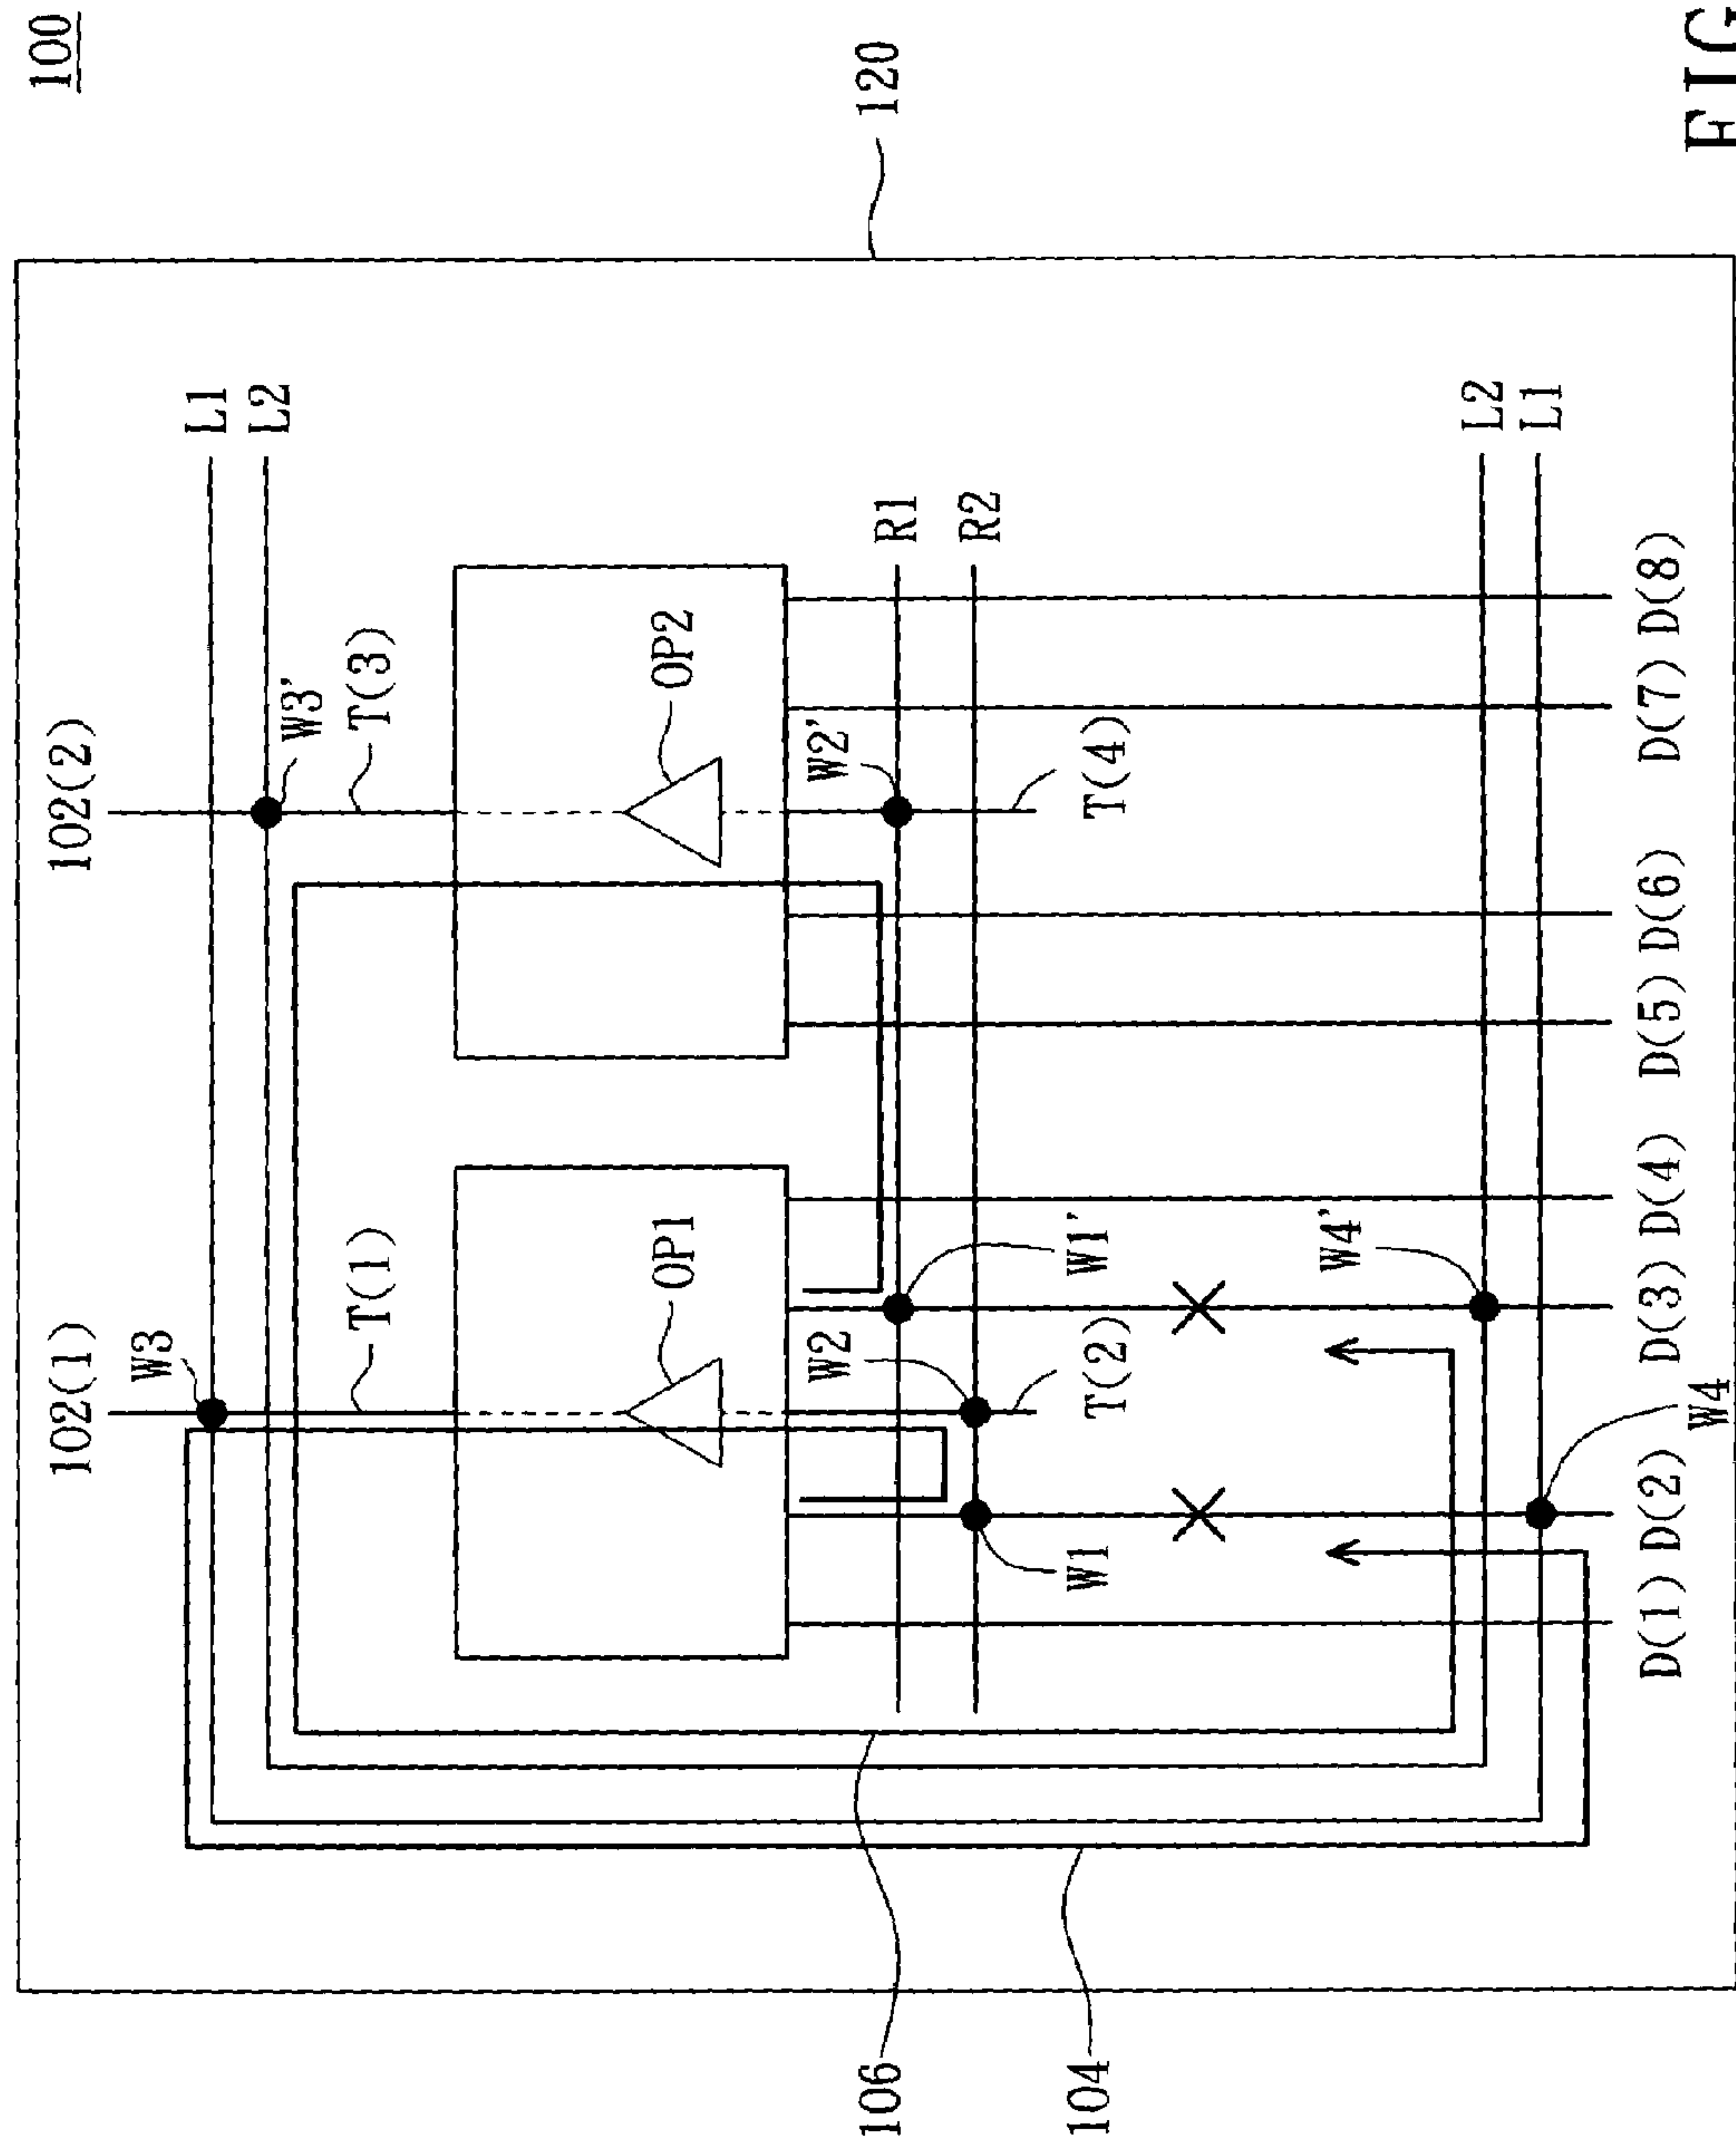 100
120
102(1)
102(2)
W3
L1
L2
W3'
T(1)
T(3)
OP1
OP2
W2
W2'
R1
R2
W1
W1'
T(2)
T(4)
W4'
L2
L1
D(1) D(2) D(3) D(4) D(5) D(6) D(7) D(8)
W4
106
104
FIG